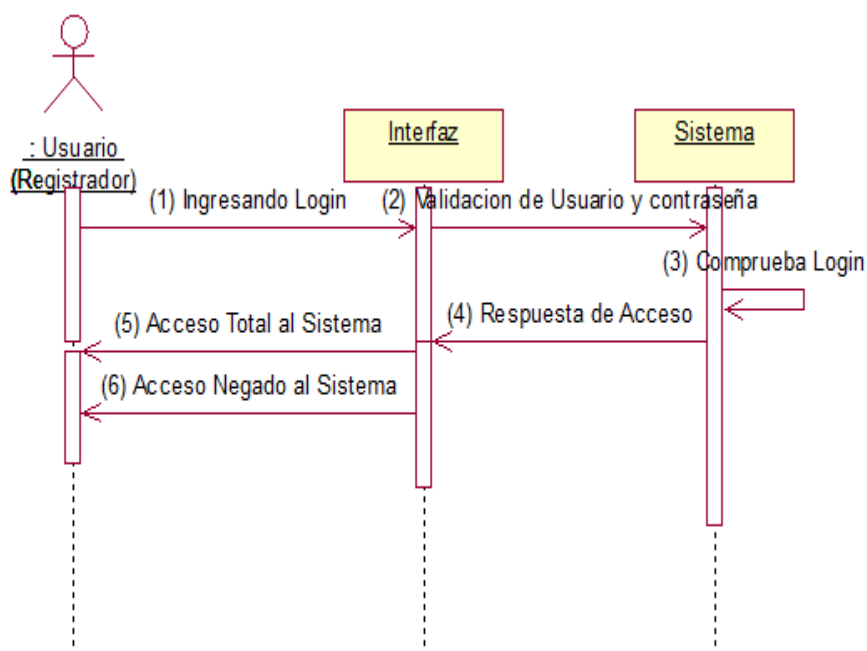 : Usuario
(Registrador)
Interfaz
Sistema
(1) Ingresando Login
(2) Validacion de Usuario y contraseña
(3) Comprueba Login
(4) Respuesta de Acceso
(5) Acceso Total al Sistema
(6) Acceso Negado al Sistema